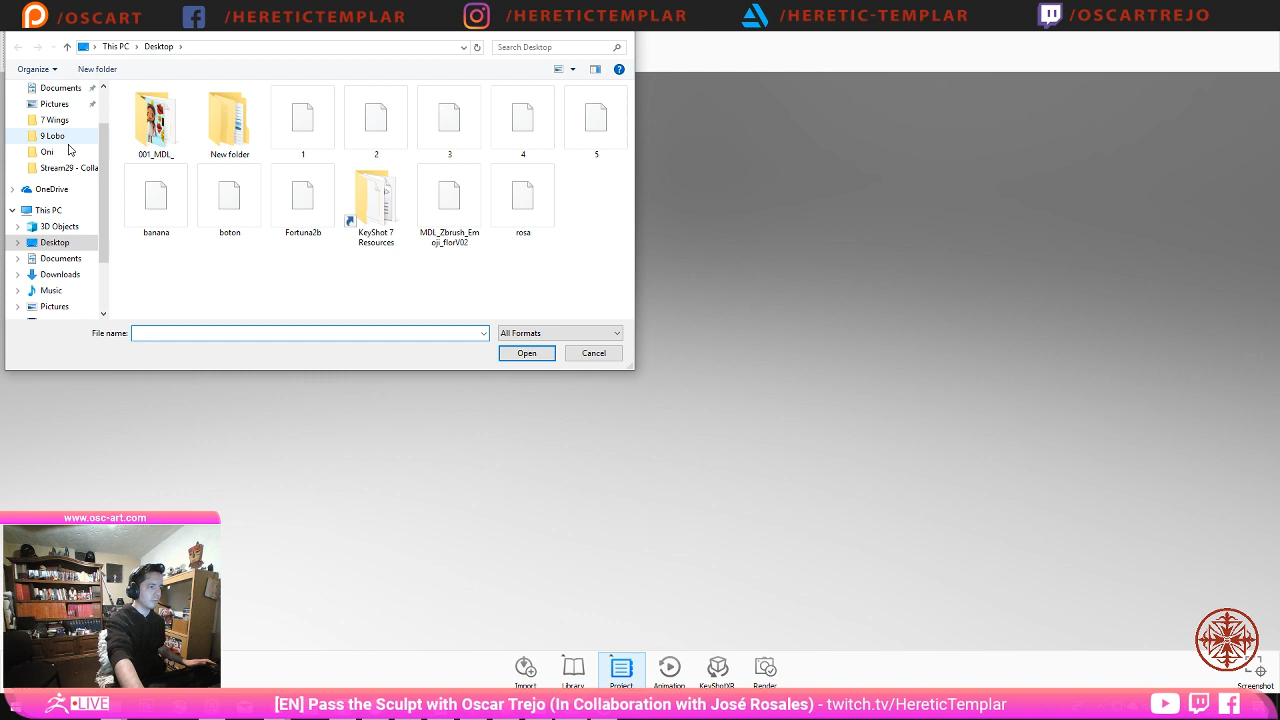 /OSCART /HERETICTEMPLAR /HERETICTEMPLAR /HERETIC-TEMPLAR /OSCARTREJO
This PC > Desktop > Search Desktop
Organize New folder
Documents
Pictures
7 Wings
9 Lobo
Oni
Stream29 - Colla
OneDrive
This PC
3D Objects
Desktop
Documents
Downloads
Music
Pictures
001_MDL_ New folder 1 2 3 4 5
banana boton Fortuna2b KeyShot 7 Resources MDL_Zbrush_Emoji_florV02 rosa
File name: All Formats
Open Cancel
www.osc-art.com
Import Library Project Animation KeyShotVR Render Screenshot
LIVE [EN] Pass the Sculpt with Oscar Trejo (In Collaboration with José Rosales) - twitch.tv/HereticTemplar